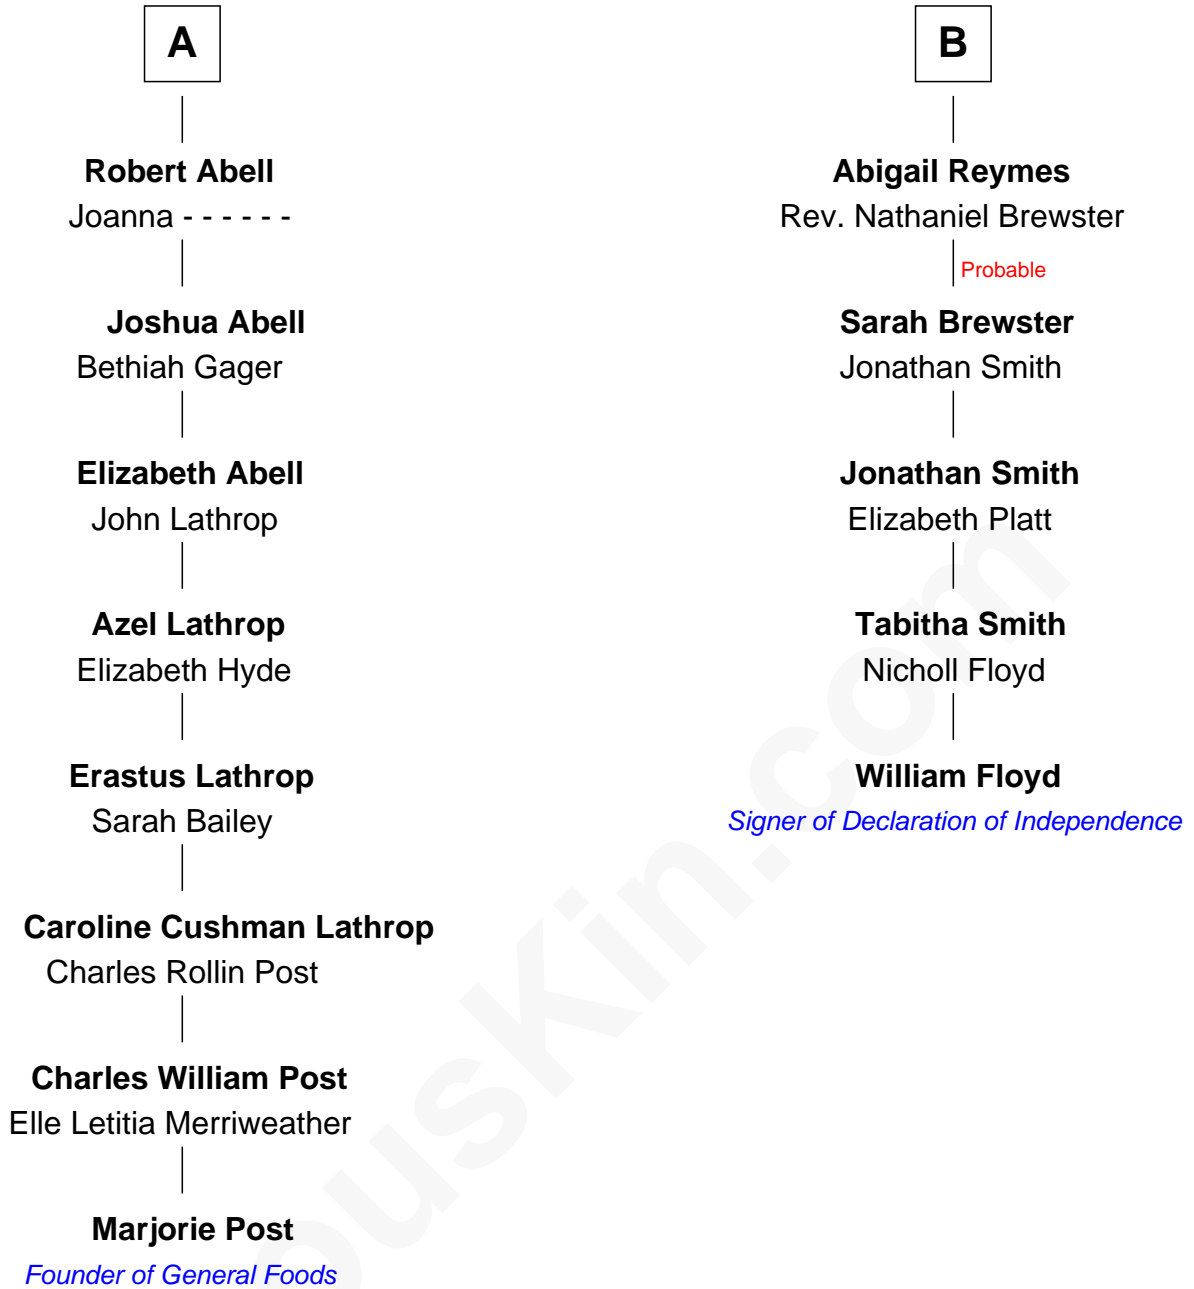 A
Robert Abell
Joanna - - - - - -
Joshua Abell
Bethiah Gager
Elizabeth Abell
John Lathrop
Azel Lathrop
Elizabeth Hyde
Erastus Lathrop
Sarah Bailey
Caroline Cushman Lathrop
Charles Rollin Post
Charles William Post
Elle Letitia Merriweather
Marjorie Post
Founder of General Foods
B
Abigail Reymes
Rev. Nathaniel Brewster
Probable
Sarah Brewster
Jonathan Smith
Jonathan Smith
Elizabeth Platt
Tabitha Smith
Nicholl Floyd
William Floyd
Signer of Declaration of Independence
ousKin.com